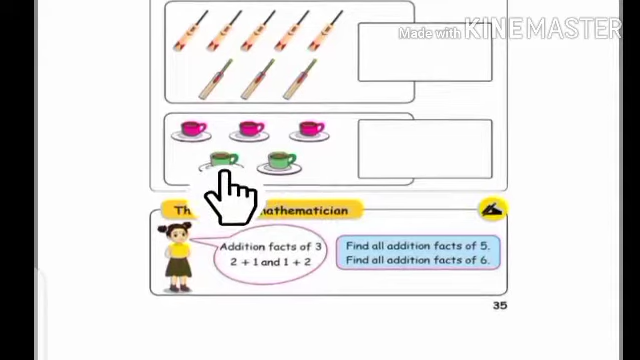 Made with KINEMASTER
Th mathematician
Addition facts of 3
2 + 1 and 1 + 2
Find all addition facts of 5.
Find all addition facts of 6.
35